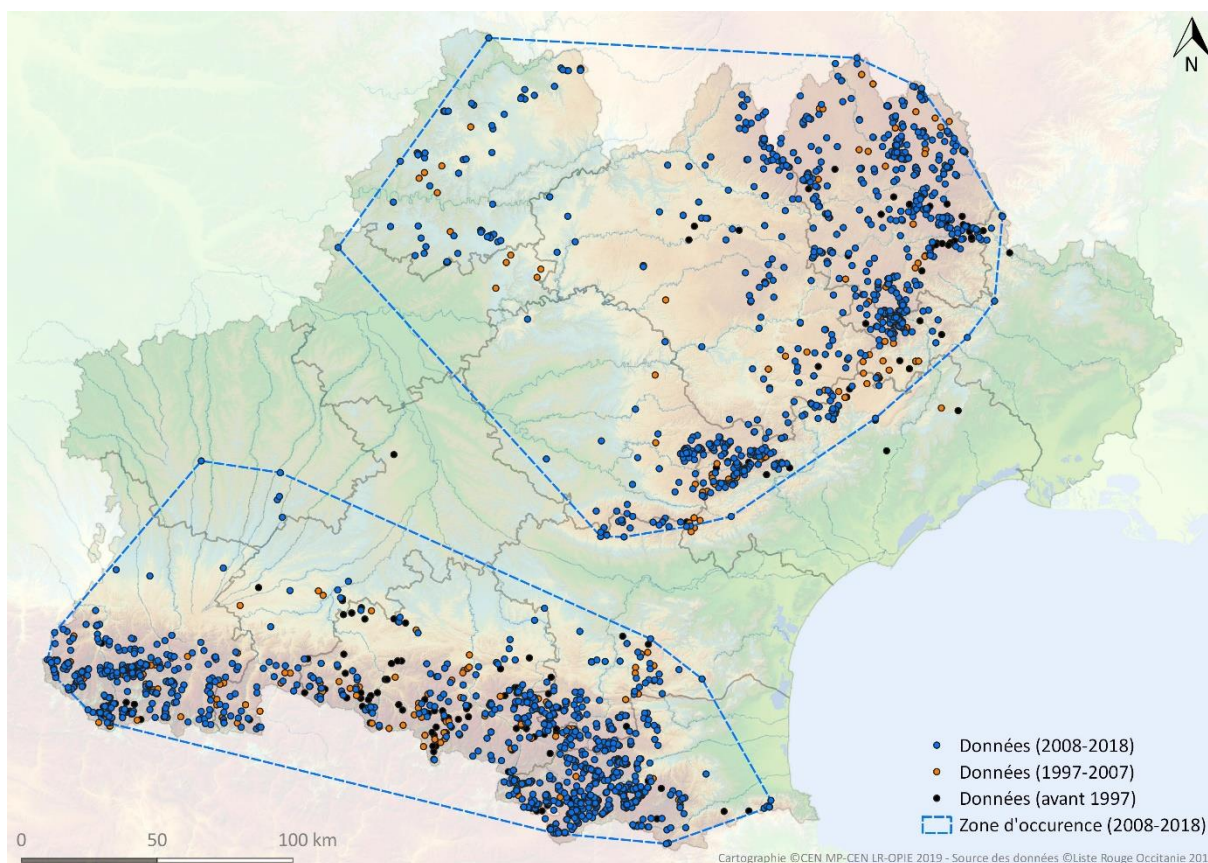 N
Données (2008-2018)
Données (1997-2007)
Données (avant 1997)
Zone d'occurence (2008-2018)
0 50 100 km
Cartographie ©CEN MP-CEN LR-OPIE 2019 - Source des données ©Liste Rouge Occitanie 201